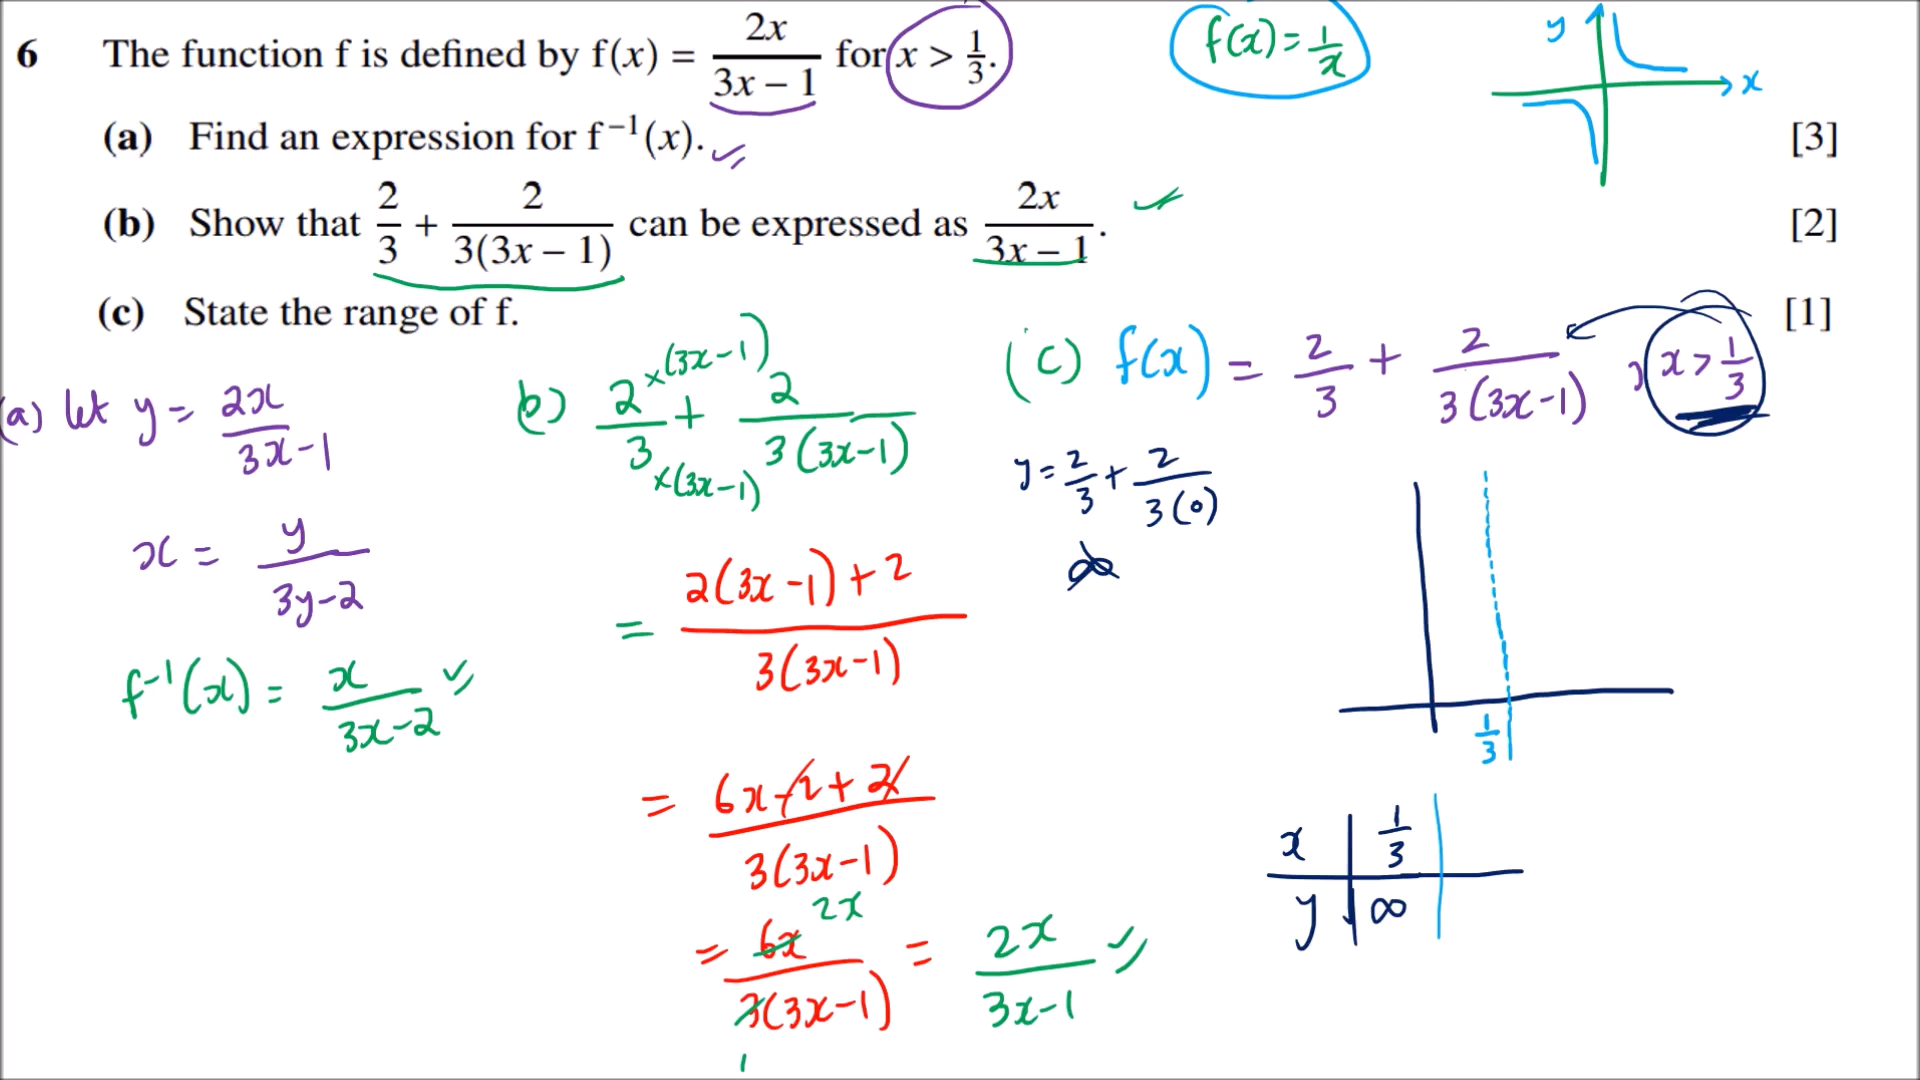 6 The function f is defined by f(x) = 2x/(3x − 1) for x > 1/3.
f(x) = 1/x
y
x
(a) Find an expression for f⁻¹(x). [3]
(b) Show that 2/3 + 2/(3(3x − 1)) can be expressed as 2x/(3x − 1). [2]
(c) State the range of f. [1]
(a) let y = 2x/(3x-1)
x = y/(3y-2)
f⁻¹(x) = x/(3x-2)
b) 2 ×(3x-1)/3 ×(3x-1) + 2/(3(3x-1))
= (2(3x-1)+2)/(3(3x-1))
= (6x-2+2)/(3(3x-1))
= 6x/(3(3x-1)) = 2x/(3x-1)
2x
1
(c) f(x) = 2/3 + 2/(3(3x-1)) , x > 1/3
y = 2/3 + 2/(3(0))
∞
1/3
x | 1/3
y | ∞